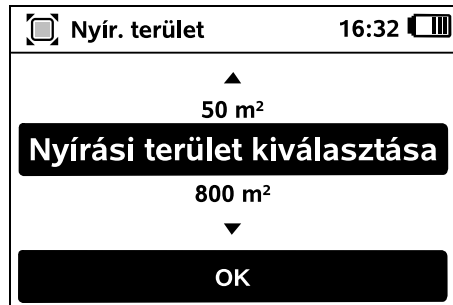 Nyír. terület 16:32
50 m²
Nyírási terület kiválasztása
800 m²
OK